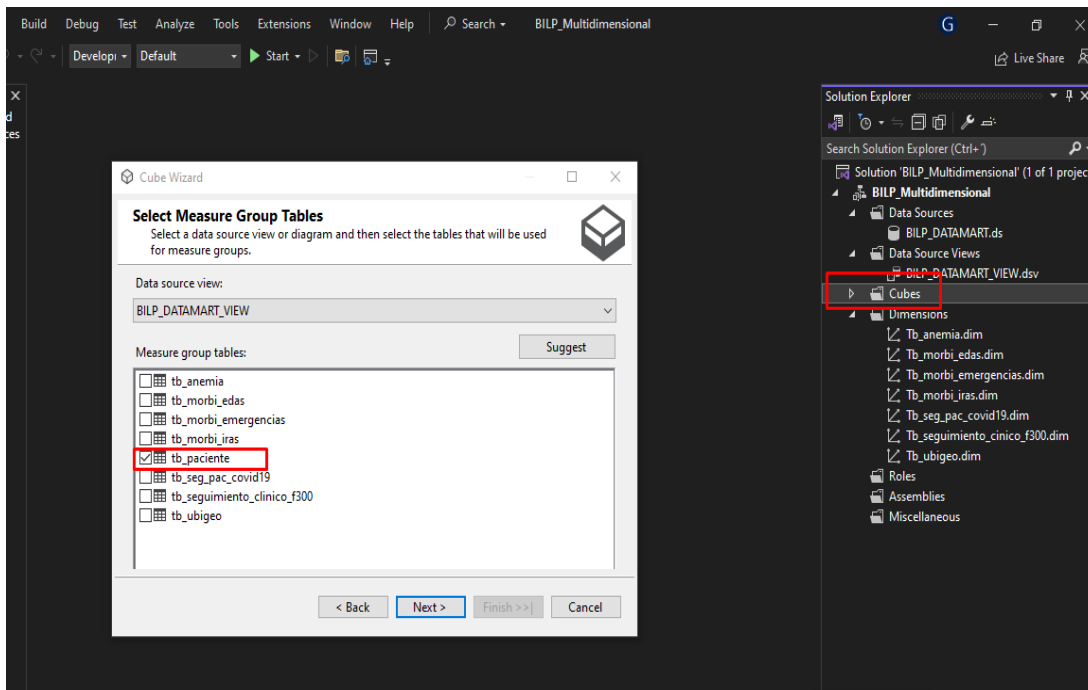 Build Debug Test Analyze Tools Extensions Window Help Search BILP_Multidimensional G
Develop Default Start Live Share
d
ces
Cube Wizard
Select Measure Group Tables
Select a data source view or diagram and then select the tables that will be used
for measure groups.
Data source view:
BILP_DATAMART_VIEW
Measure group tables:
Suggest
tb_anemia
tb_morbi_edas
tb_morbi_emergencias
tb_morbi_iras
tb_paciente
tb_seg_pac_covid19
tb_seguimiento_clinico_f300
tb_ubigeo
< Back Next > Finish >>| Cancel
Solution Explorer
Search Solution Explorer (Ctrl+´)
Solution 'BILP_Multidimensional' (1 of 1 projec
BILP_Multidimensional
Data Sources
BILP_DATAMART.ds
Data Source Views
BILP_DATAMART_VIEW.dsv
Cubes
Dimensions
Tb_anemia.dim
Tb_morbi_edas.dim
Tb_morbi_emergencias.dim
Tb_morbi_iras.dim
Tb_seg_pac_covid19.dim
Tb_seguimiento_cinico_f300.dim
Tb_ubigeo.dim
Roles
Assemblies
Miscellaneous